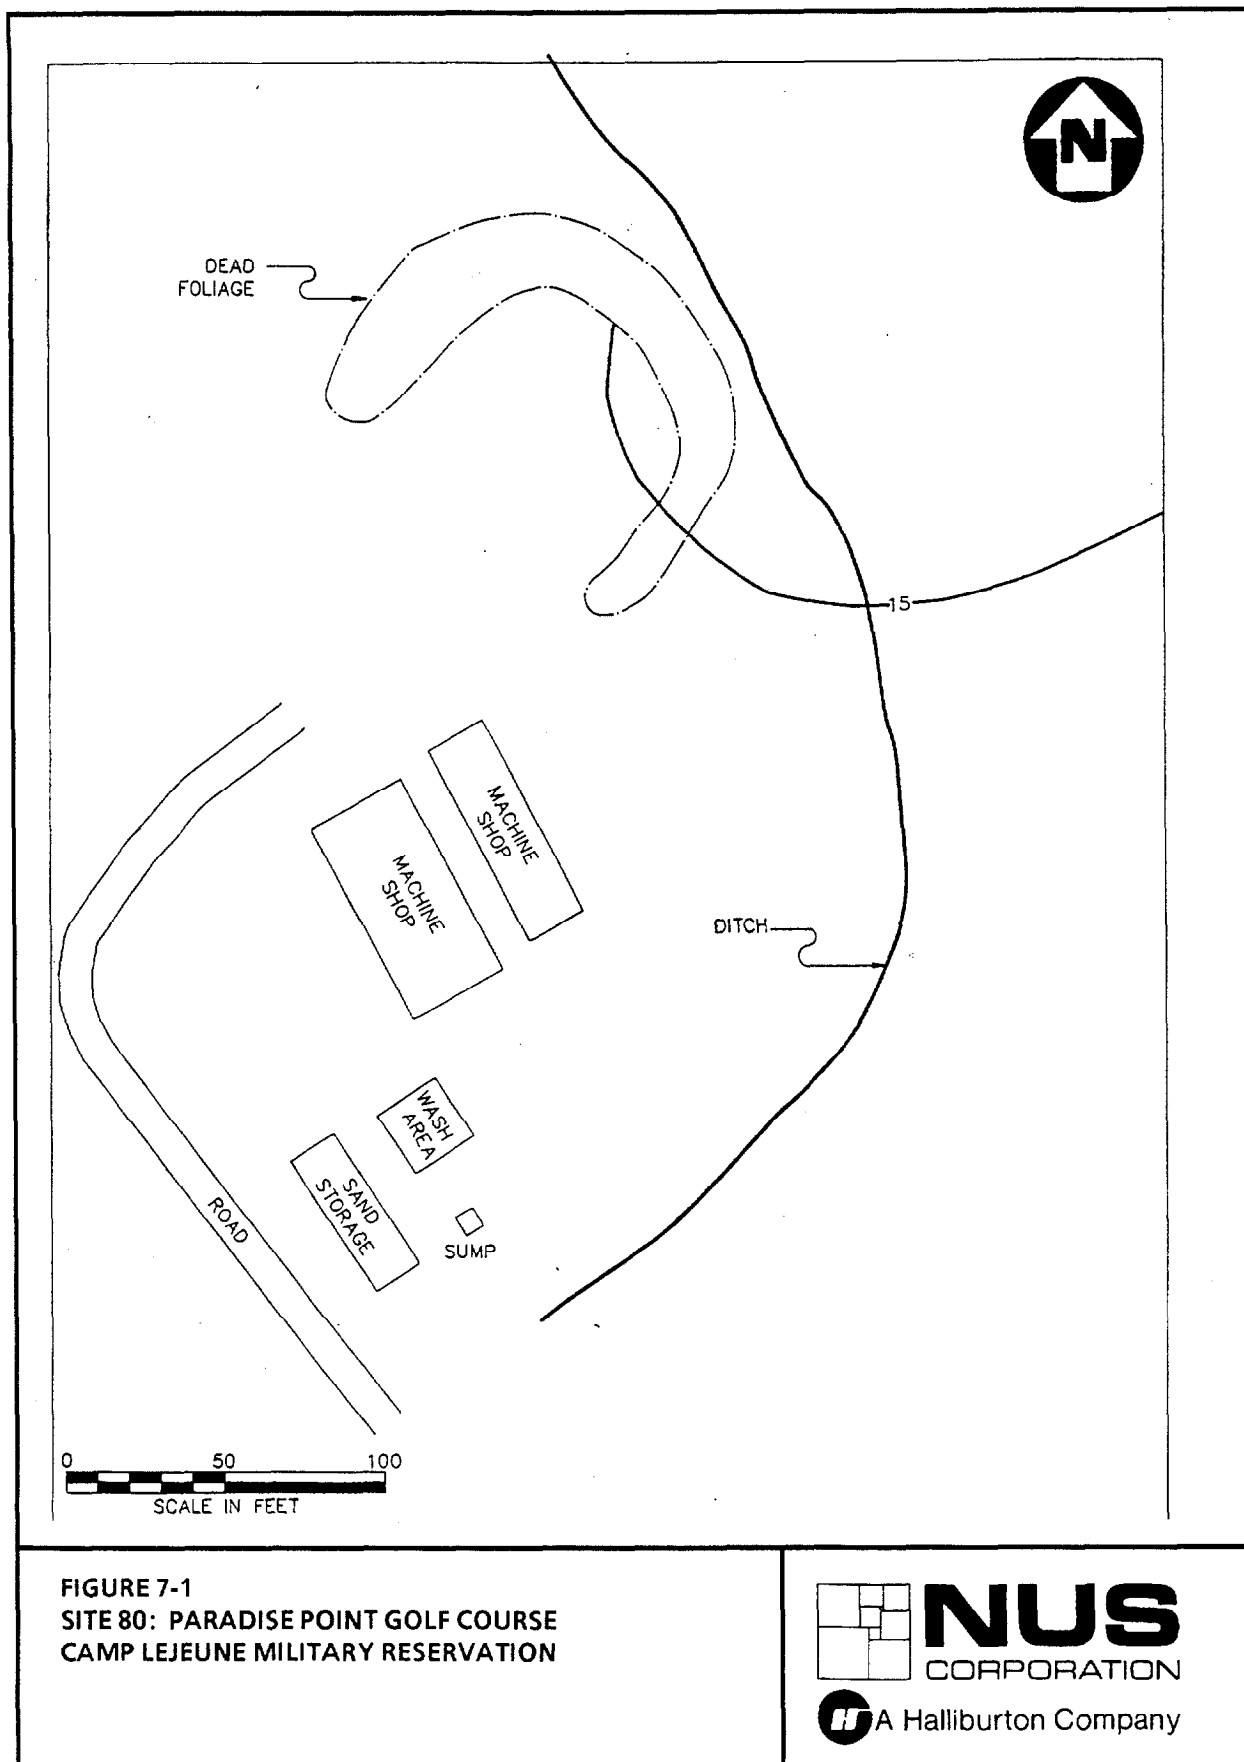 N
DEAD
FOLIAGE
15
MACHINE
SHOP
MACHINE
SHOP
DITCH
WASH
AREA
SAND
STORAGE
ROAD
SUMP
0 50 100
SCALE IN FEET
FIGURE 7-1
SITE 80: PARADISE POINT GOLF COURSE
CAMP LEJEUNE MILITARY RESERVATION
NUS
CORPORATION
H A Halliburton Company